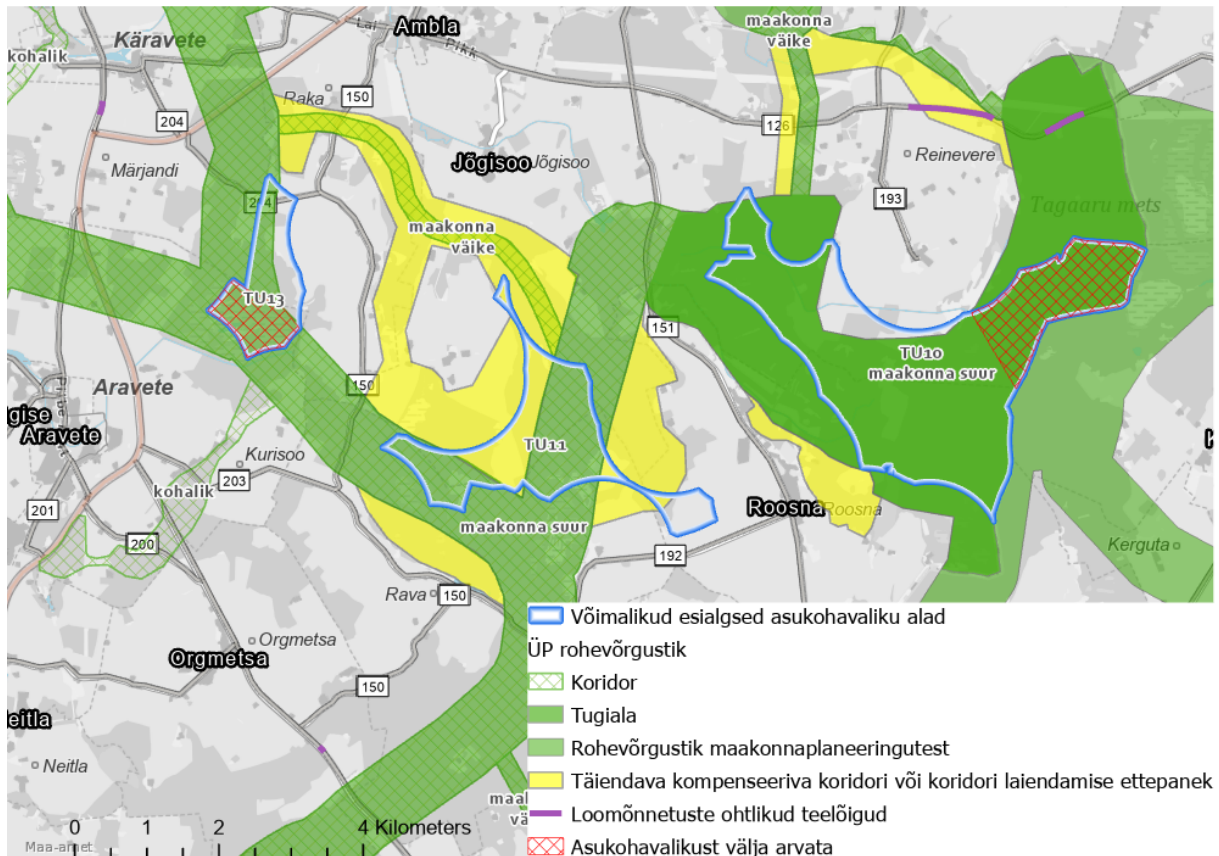 Ambla
Lai
Pikk
maakonna
väike
Käravete
kohalik
Raka
150
204
126
Märjandi
Jõgisoo
Jõgisoo
Reinevere
204
193
Tagaaru mets
maakonna
väike
TU13
151
TU10
maakonna suur
150
Aravete
Aravete
TU11
Kurisoo
203
kohalik
201
200
maakonna suur
Roosna
Roosna
192
Kerguta
Rava
150
Orgmetsa
Orgmetsa
150
Neitla
Võimalikud esialgsed asukohavaliku alad
ÜP rohevõrgustik
Koridor
Tugiala
Rohevõrgustik maakonnaplaneeringutest
Täiendava kompenseeriva koridori või koridori laiendamise ettepanek
Loomõnnetuste ohtlikud teelõigud
Asukohavalikust välja arvata
0 1 2 4 Kilometers
Maa-amet